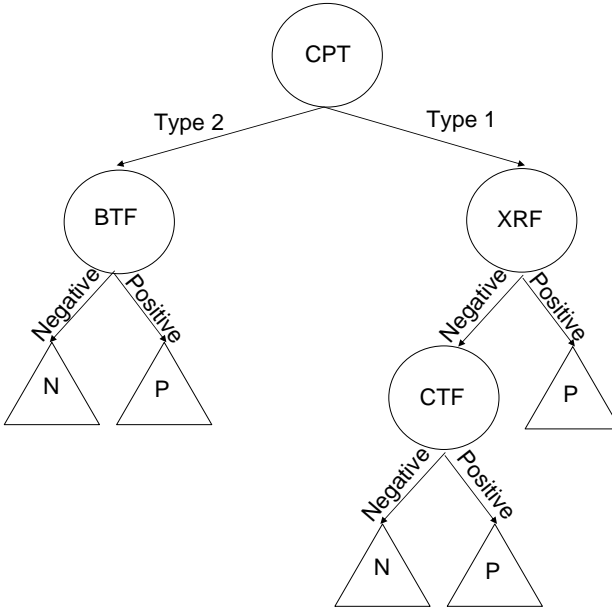 CPT
Type 2
Type 1
BTF
XRF
Negative
Positive
Negative
Positive
N
P
CTF
P
Negative
Positive
N
P